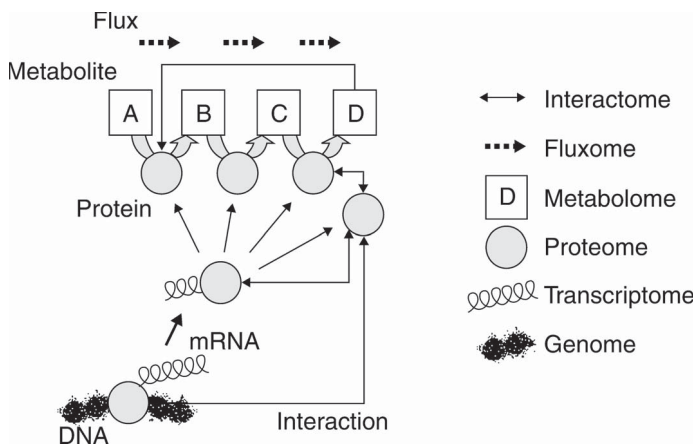 Flux
Metabolite
A B C D
Protein
mRNA
DNA
Interaction
Interactome
Fluxome
D Metabolome
Proteome
Transcriptome
Genome